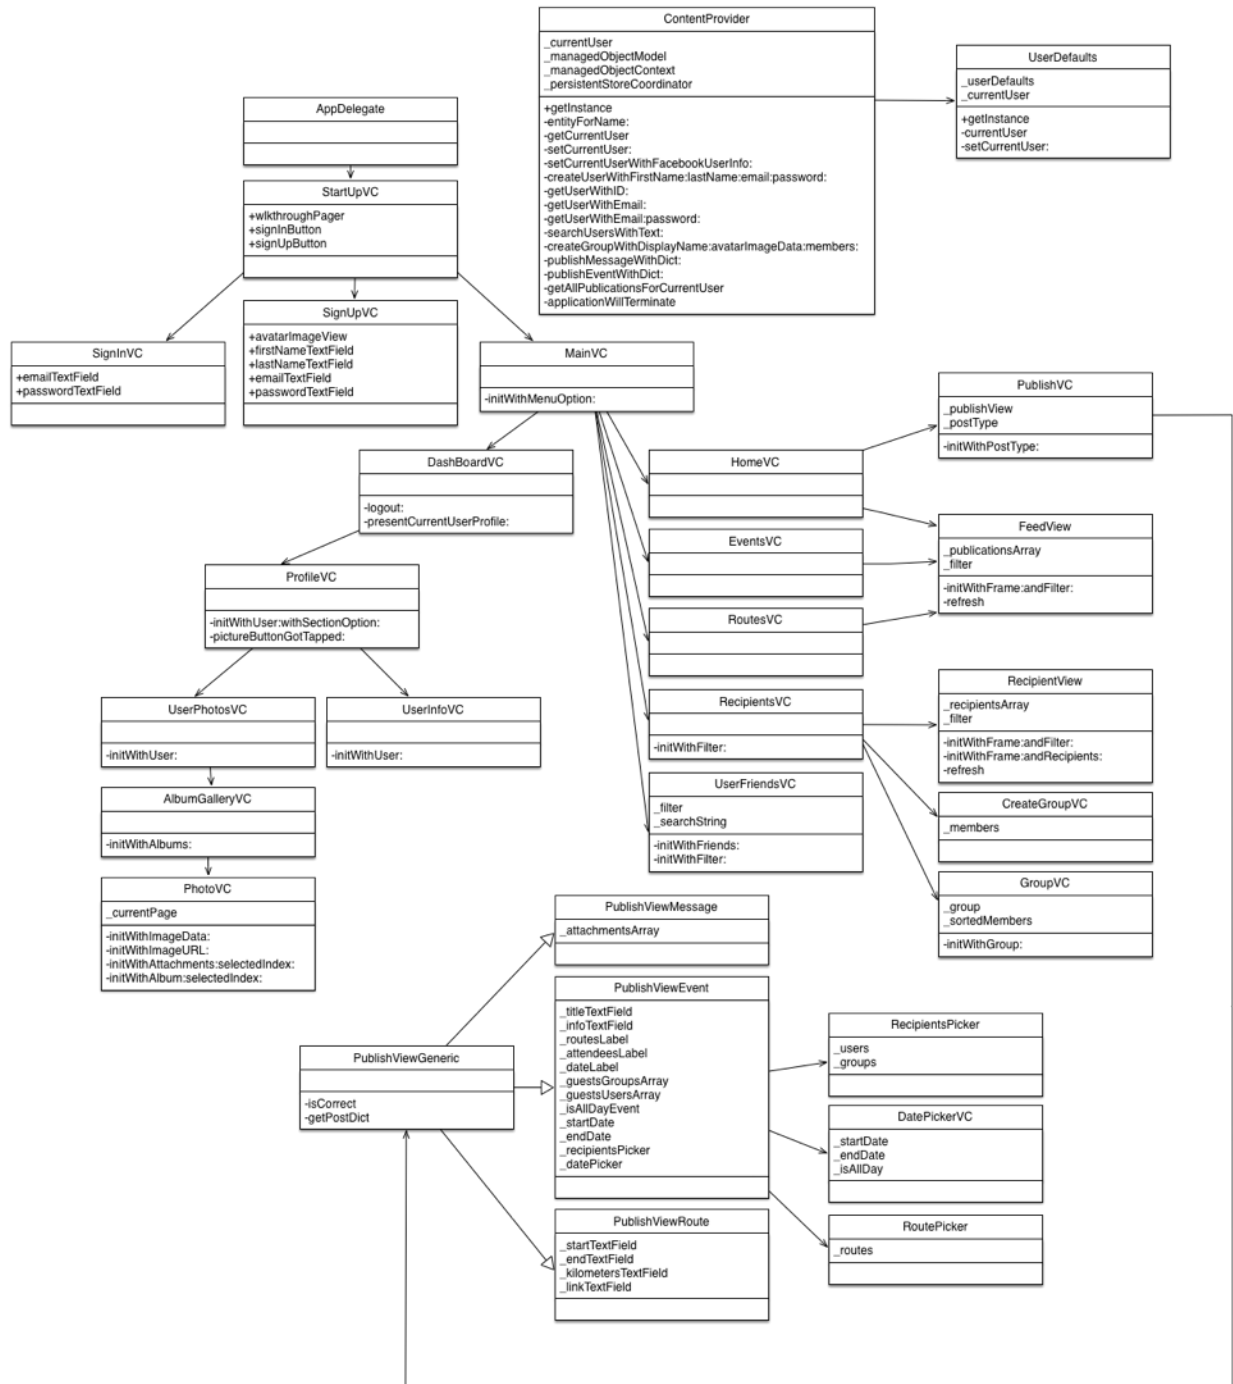 ContentProvider
_currentUser
_managedObjectModel
_managedObjectContext
_persistentStoreCoordinator
+getInstance
-entityForName:
-getCurrentUser
-setCurrentUser:
-setCurrentUserWithFacebookUserInfo:
-createUserWithFirstName:lastName:email:password:
-getUserWithID:
-getUserWithEmail:
-getUserWithEmail:password:
-searchUsersWithText:
-createGroupWithDisplayName:avatarImageData:members:
-publishMessageWithDict:
-publishEventWithDict:
-getAllPublicationsForCurrentUser
-applicationWillTerminate
UserDefaults
_userDefaults
_currentUser
+getInstance
-currentUser
-setCurrentUser:
AppDelegate
StartUpVC
+wlkthroughPager
+signInButton
+signUpButton
SignInVC
+emailTextField
+passwordTextField
SignUpVC
+avatarImageView
+firstNameTextField
+lastNameTextField
+emailTextField
+passwordTextField
MainVC
-initWithMenuOption:
PublishVC
_publishView
_postType
-initWithPostType:
DashBoardVC
-logout:
-presentCurrentUserProfile:
HomeVC
FeedView
_publicationsArray
_filter
-initWithFrame:andFilter:
-refresh
EventsVC
ProfileVC
-initWithUser:withSectionOption:
-pictureButtonGotTapped:
RoutesVC
UserPhotosVC
-initWithUser:
UserInfoVC
-initWithUser:
RecipientsVC
-initWithFilter:
RecipientView
_recipientsArray
_filter
-initWithFrame:andFilter:
-initWithFrame:andRecipients:
-refresh
AlbumGalleryVC
-initWithAlbums:
UserFriendsVC
_filter
_searchString
-initWithFriends:
-initWithFilter:
CreateGroupVC
_members
PhotoVC
_currentPage
-initWithImageData:
-initWithImageURL:
-initWithAttachments:selectedIndex:
-initWithAlbum:selectedIndex:
GroupVC
_group
_sortedMembers
-initWithGroup:
PublishViewMessage
_attachmentsArray
PublishViewEvent
_titleTextField
_infoTextField
_routesLabel
_attendeesLabel
_dateLabel
_guestsGroupsArray
_guestsUsersArray
_isAllDayEvent
_startDate
_endDate
_recipientsPicker
_datePicker
RecipientsPicker
_users
_groups
PublishViewGeneric
-isCorrect
-getPostDict
DatePickerVC
_startDate
_endDate
_isAllDay
PublishViewRoute
_startTextField
_endTextField
_kilometersTextField
_linkTextField
RoutePicker
_routes